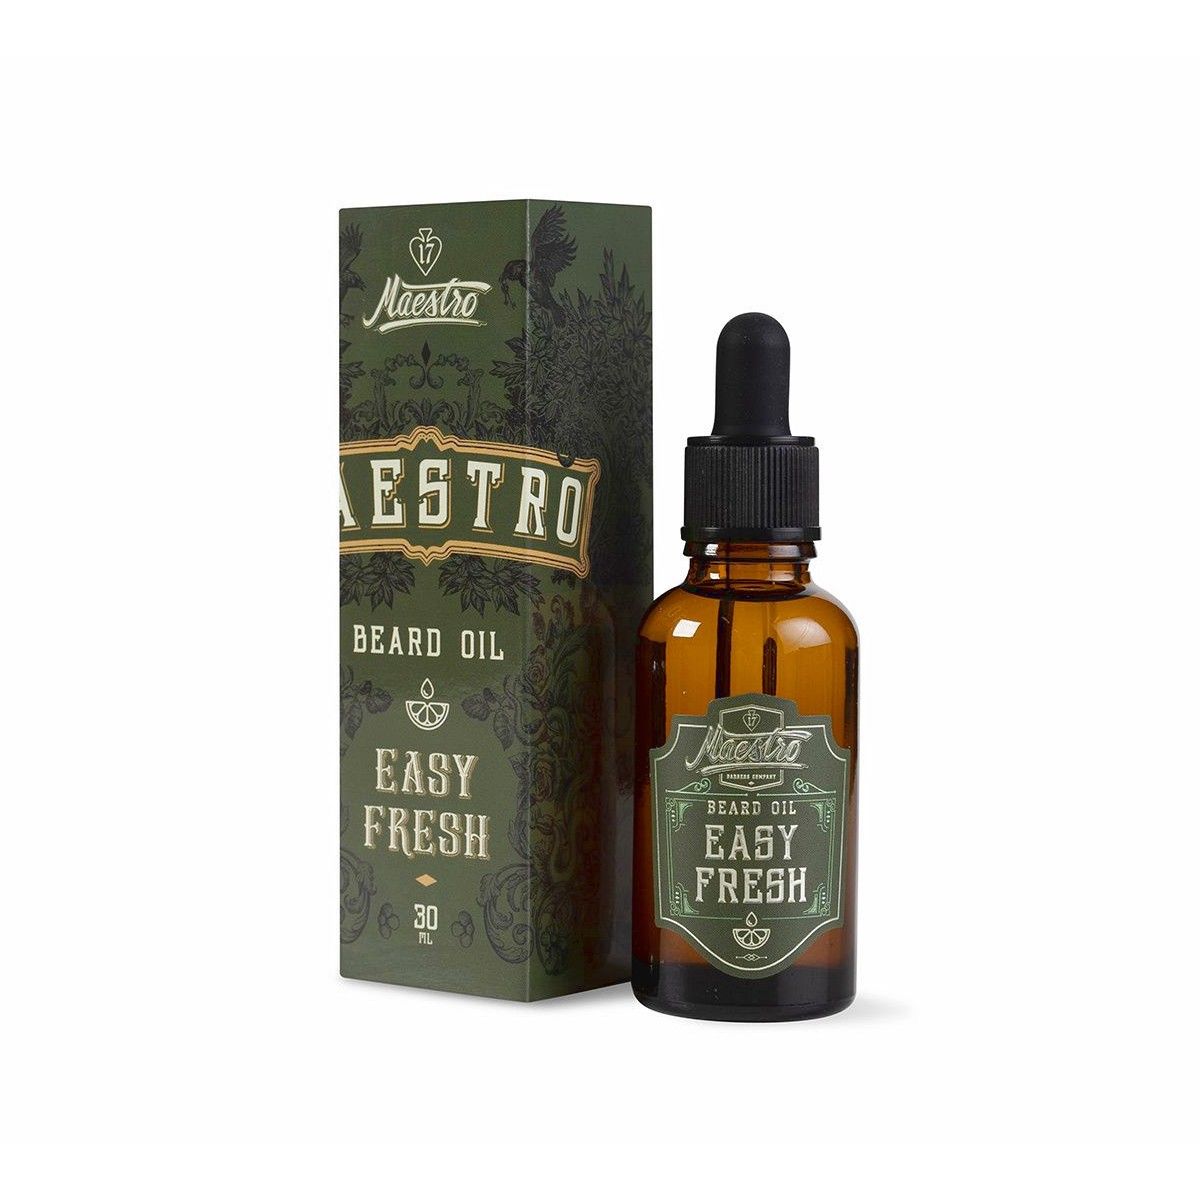 17
Maestro
AESTRO
BEARD OIL
EASY
FRESH
30
ML
17
Maestro
BARBERS COMPANY
BEARD OIL
EASY
FRESH